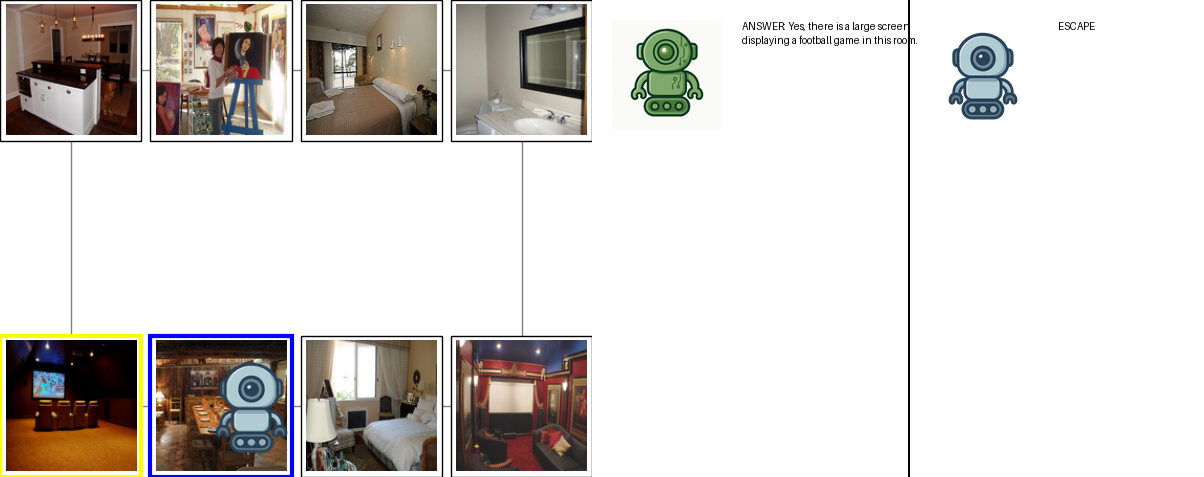 ANSWER: Yes, there is a large screen
displaying a football game in this room.
ESCAPE